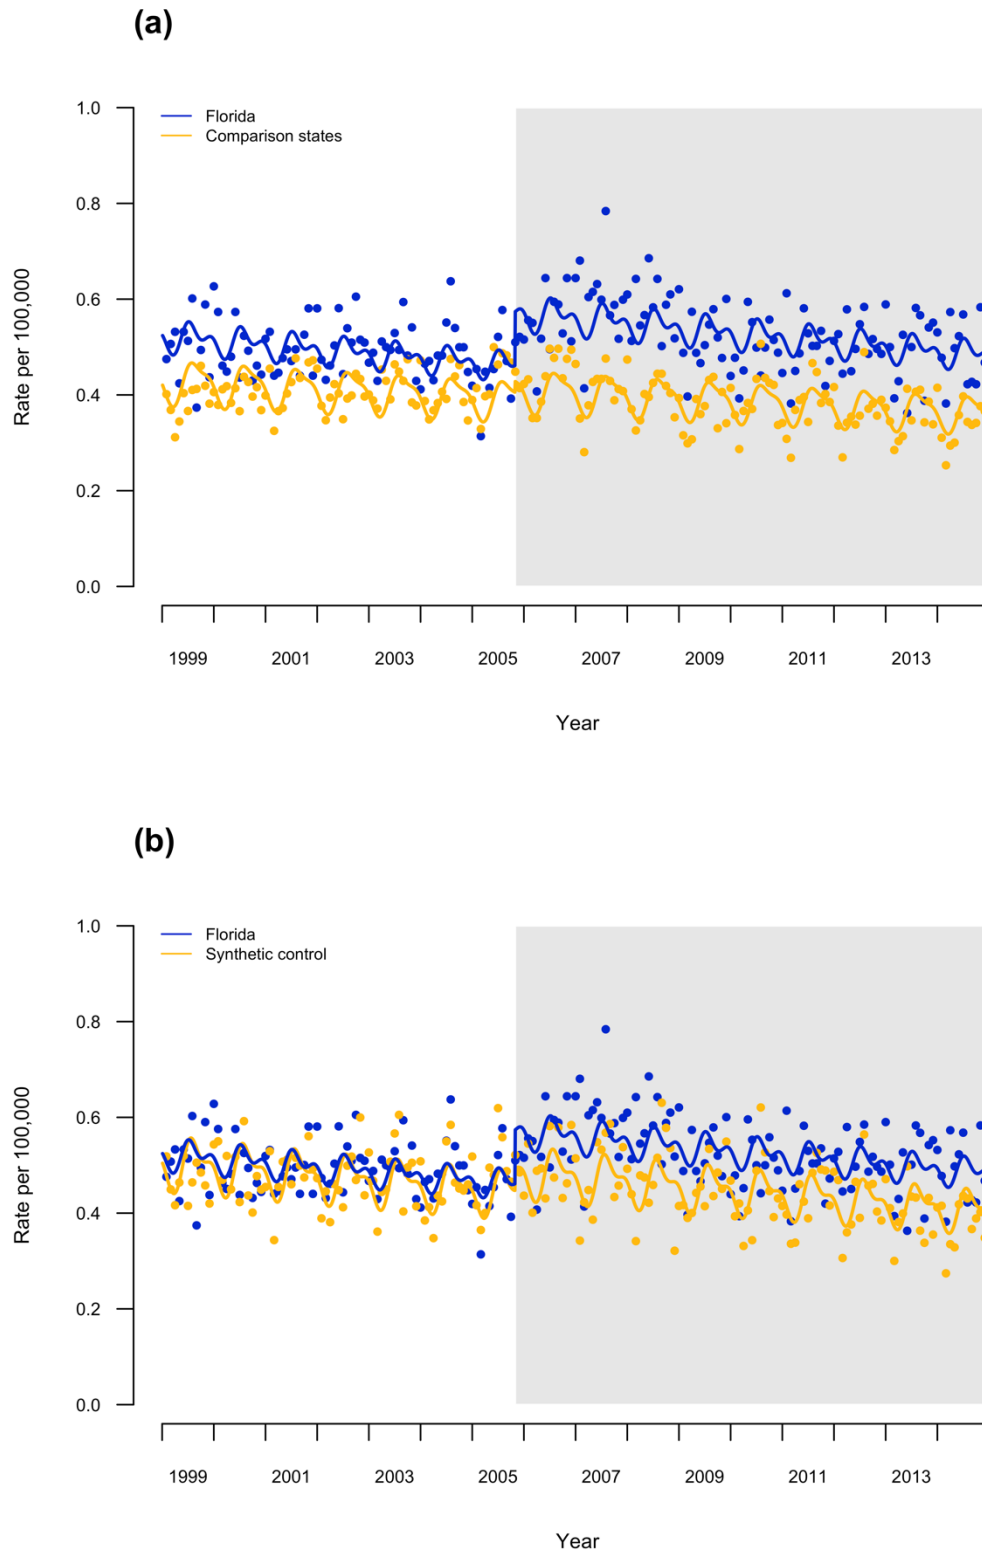 (a)
Florida
Comparison states
1.0
0.8
0.6
0.4
0.2
0.0
Rate per 100,000
1999 2001 2003 2005 2007 2009 2011 2013
Year
(b)
Florida
Synthetic control
1.0
0.8
0.6
0.4
0.2
0.0
Rate per 100,000
1999 2001 2003 2005 2007 2009 2011 2013
Year